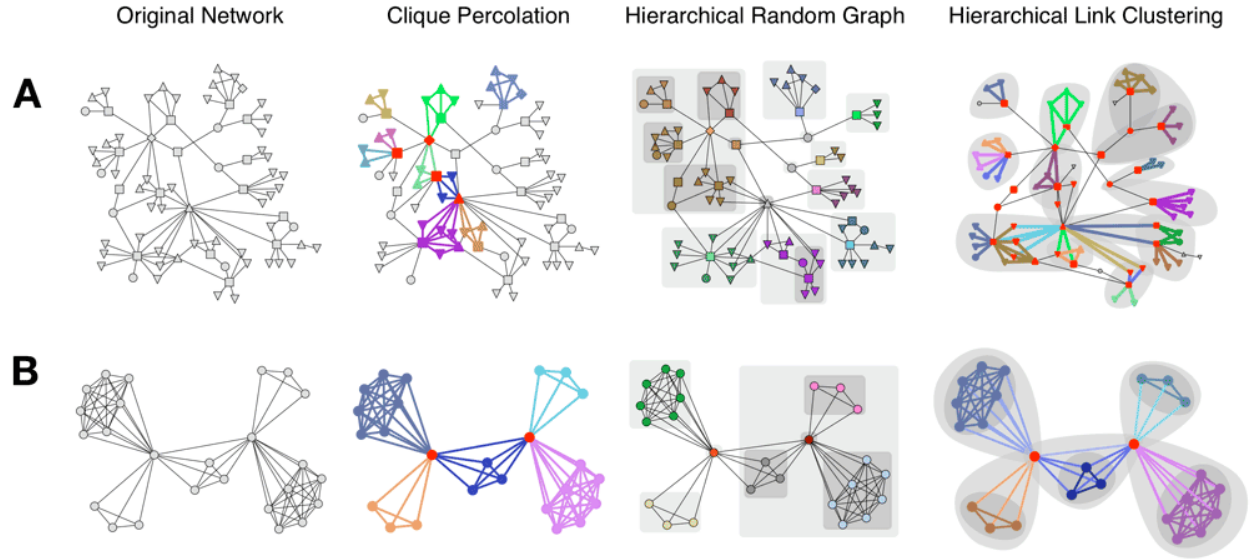 Original Network Clique Percolation Hierarchical Random Graph Hierarchical Link Clustering
A
B